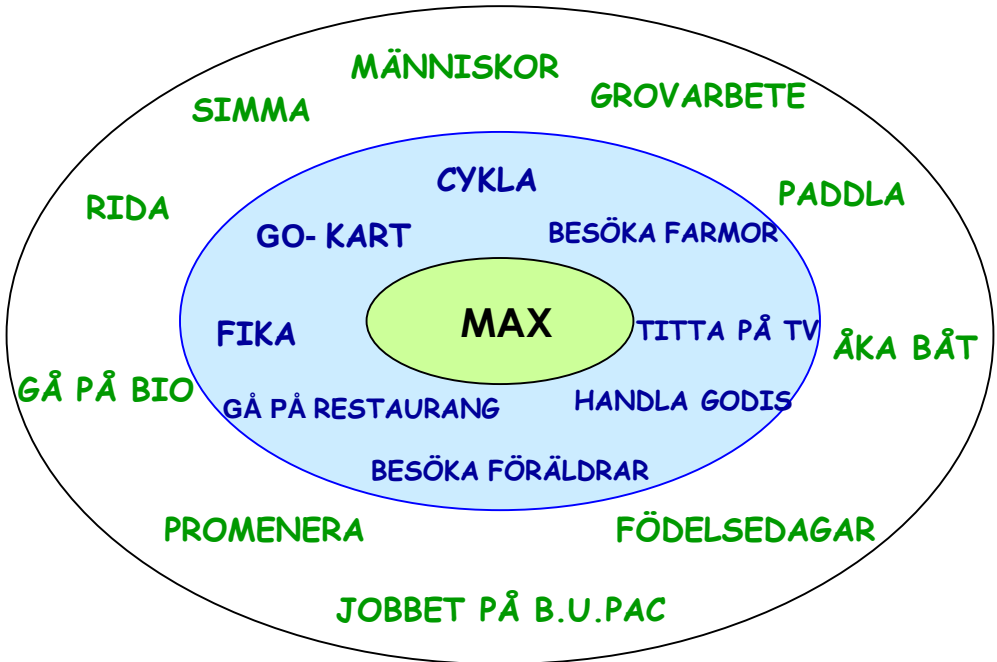 MÄNNISKOR
GROVARBETE
SIMMA
CYKLA
PADDLA
RIDA
GO- KART
BESÖKA FARMOR
MAX
FIKA
TITTA PÅ TV
ÅKA BÅT
GÅ PÅ BIO
HANDLA GODIS
GÅ PÅ RESTAURANG
BESÖKA FÖRÄLDRAR
PROMENERA
FÖDELSEDAGAR
JOBBET PÅ B.U.PAC